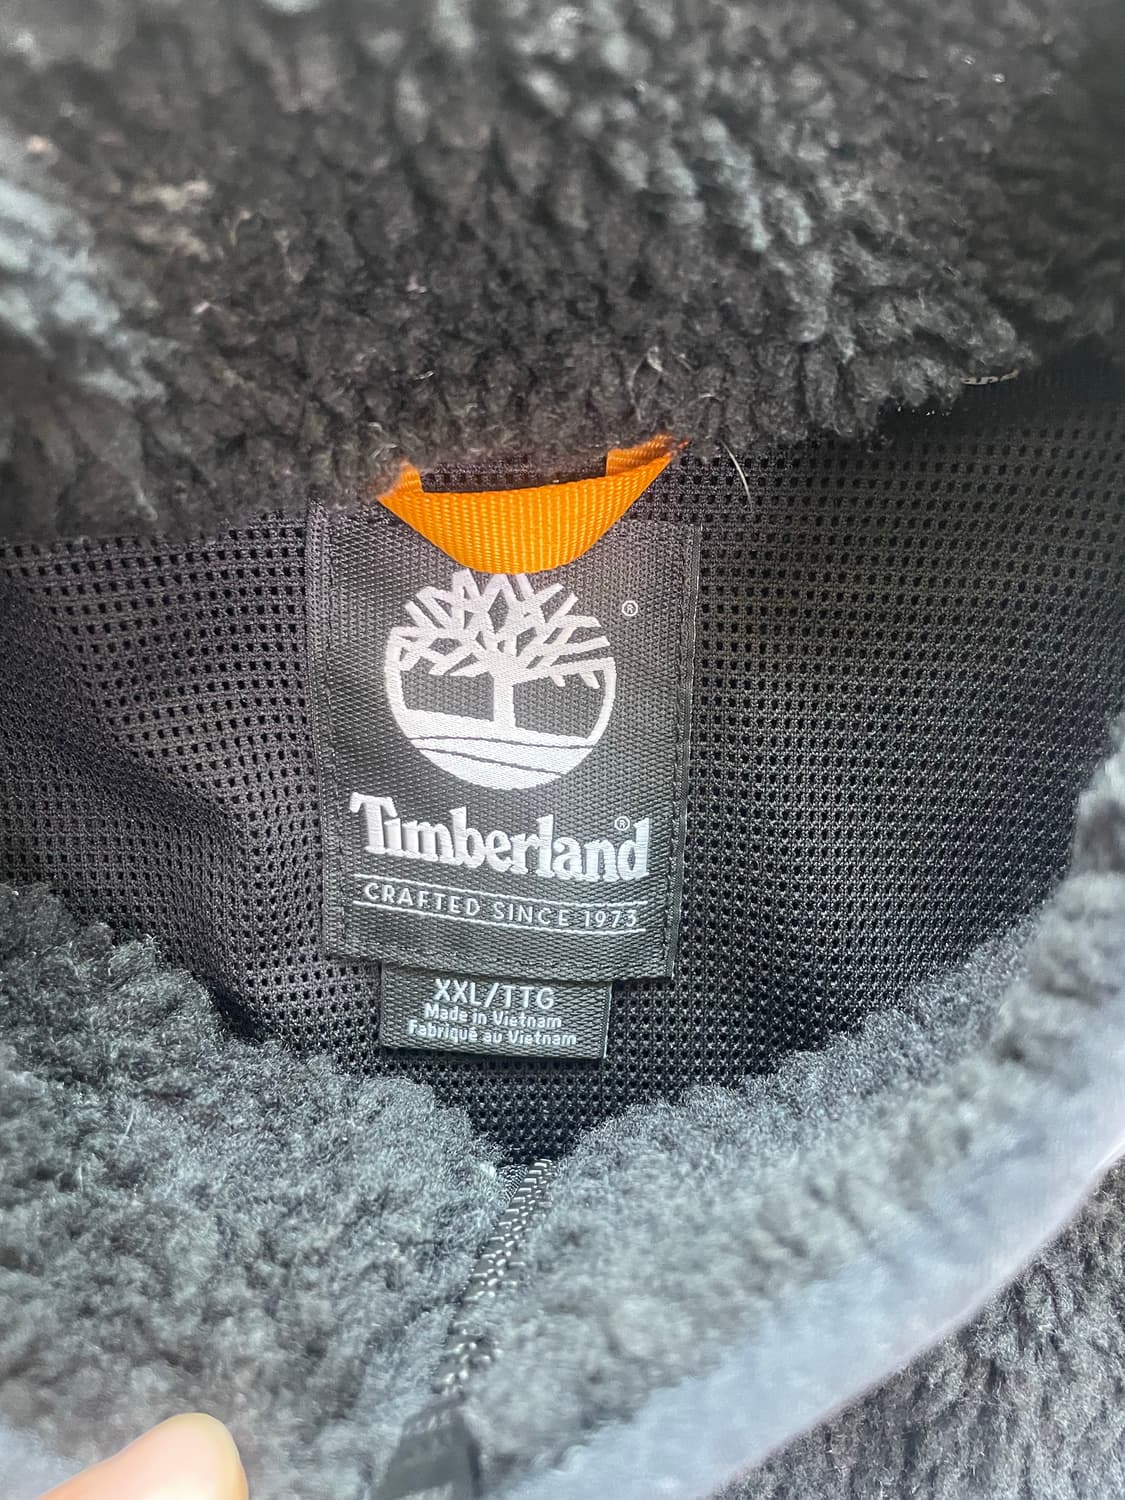 ®
Timberland®
CRAFTED SINCE 1973
XXL/TTG
Made in Vietnam
Fabriqué au Vietnam